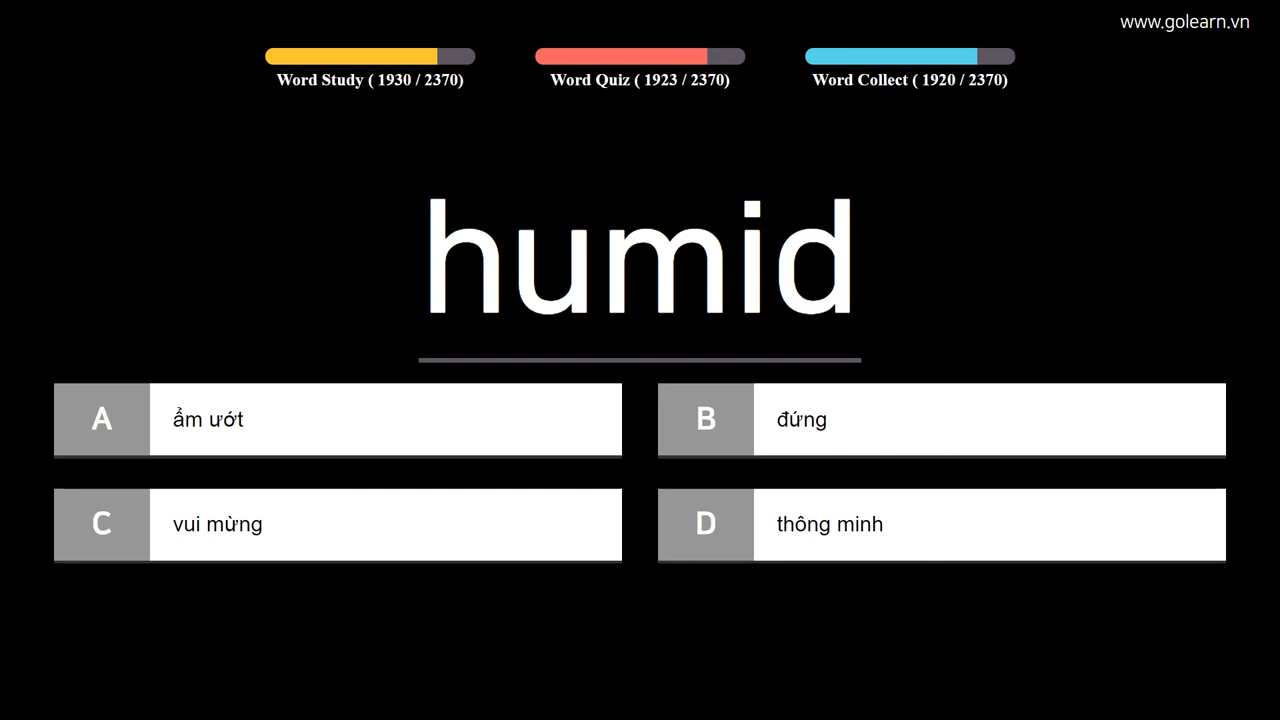 www.golearn.vn
Word Study ( 1930 / 2370)
Word Quiz ( 1923 / 2370)
Word Collect ( 1920 / 2370)
humid
A ẩm ướt
B đứng
C vui mừng
D thông minh